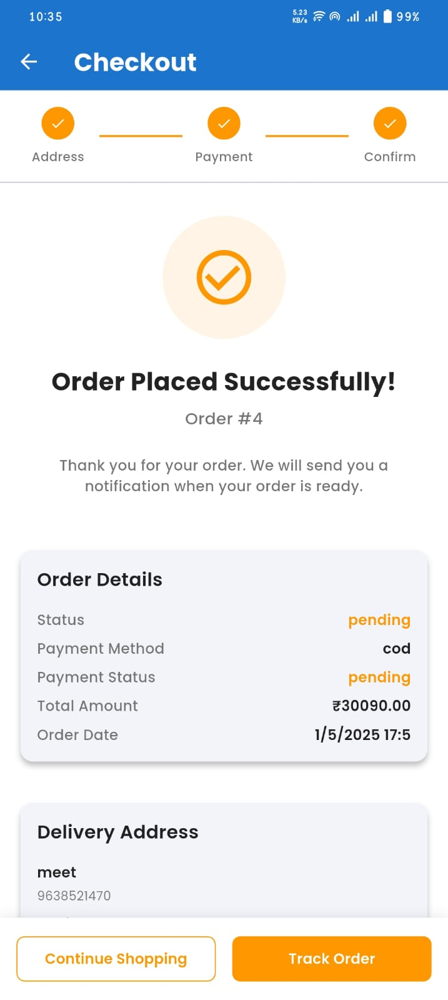 10:35 5.23 KB/s 99%
Checkout
Address Payment Confirm
Order Placed Successfully!
Order #4
Thank you for your order. We will send you a
notification when your order is ready.
Order Details
Status pending
Payment Method cod
Payment Status pending
Total Amount ₹30090.00
Order Date 1/5/2025 17:5
Delivery Address
meet
9638521470
Continue Shopping Track Order